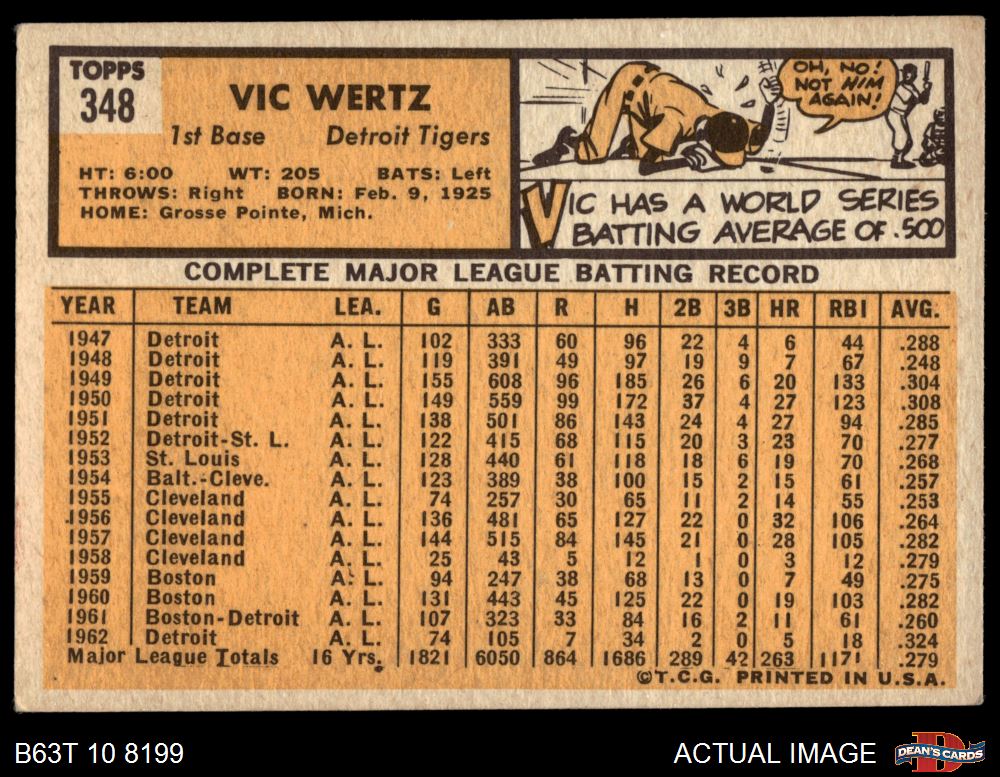 TOPPS
348
VIC WERTZ
1st Base Detroit Tigers
HT: 6:00 WT: 205 BATS: Left
THROWS: Right BORN: Feb. 9, 1925
HOME: Grosse Pointe, Mich.
OH, NO!
NOT HIM
AGAIN!
VIC HAS A WORLD SERIES
BATTING AVERAGE OF .500
COMPLETE MAJOR LEAGUE BATTING RECORD
YEAR TEAM LEA. G AB R H 2B 3B HR RBI AVG.
1947 Detroit A. L. 102 333 60 96 22 4 6 44 .288
1948 Detroit A. L. 119 391 49 97 19 9 7 67 .248
1949 Detroit A. L. 155 608 96 185 26 6 20 133 .304
1950 Detroit A. L. 149 559 99 172 37 4 27 123 .308
1951 Detroit A. L. 138 501 86 143 24 4 27 94 .285
1952 Detroit-St. L. A. L. 122 415 68 115 20 3 23 70 .277
1953 St. Louis A. L. 128 440 61 118 18 6 19 70 .268
1954 Balt.-Cleve. A. L. 123 389 38 100 15 2 15 61 .257
1955 Cleveland A. L. 74 257 30 65 11 2 14 55 .253
1956 Cleveland A. L. 136 481 65 127 22 0 32 106 .264
1957 Cleveland A. L. 144 515 84 145 21 0 28 105 .282
1958 Cleveland A. L. 25 43 5 12 1 0 3 12 .279
1959 Boston A. L. 94 247 38 68 13 0 7 49 .275
1960 Boston A. L. 131 443 45 125 22 0 19 103 .282
1961 Boston-Detroit A. L. 107 323 33 84 16 2 11 61 .260
1962 Detroit A. L. 74 105 7 34 2 0 5 18 .324
Major League Totals 16 Yrs. 1821 6050 864 1686 289 42 263 1171 .279
©T.C.G. PRINTED IN U.S.A.
B63T 10 8199 ACTUAL IMAGE
DEAN'S CARDS